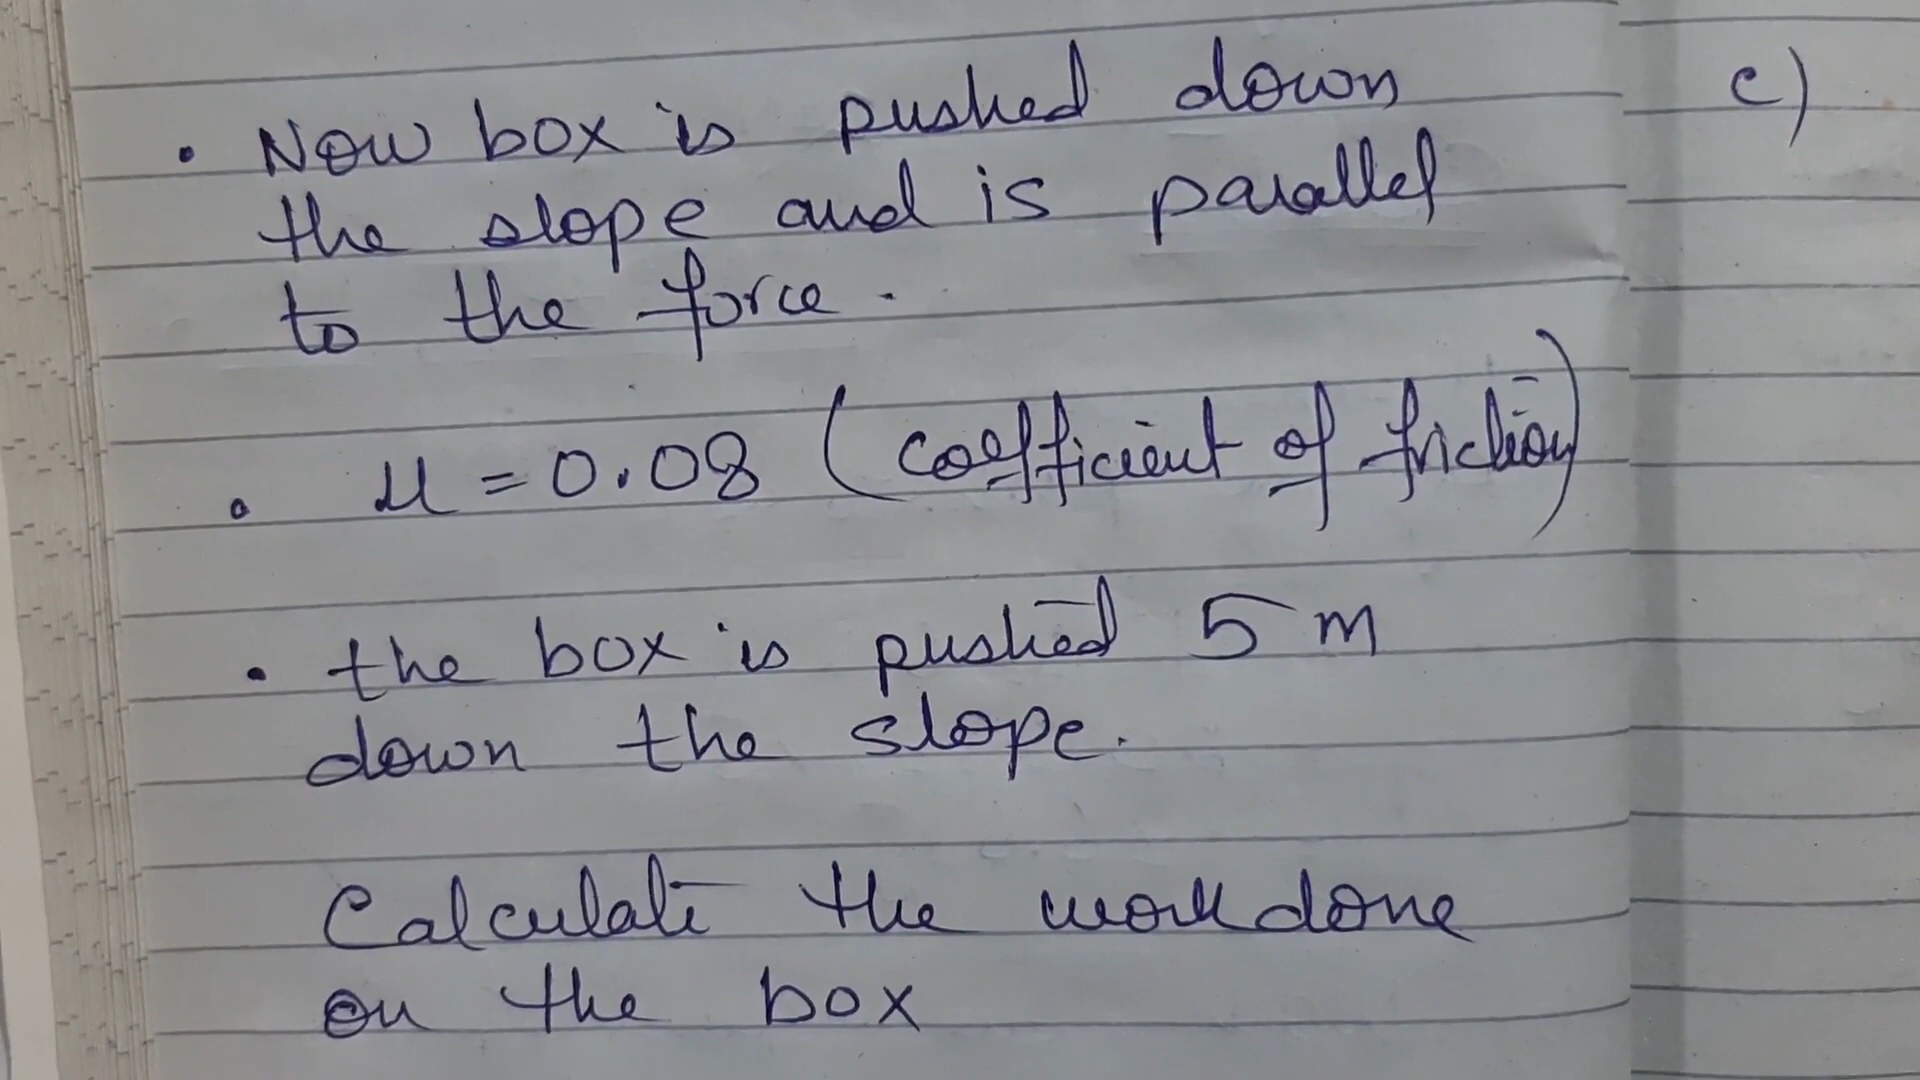 • Now box is pushed down
the slope and is parallel
to the force.
• μ = 0.08 (coefficient of friction)
• the box is pushed 5 m
down the slope.
Calculate the work done
on the box
c)